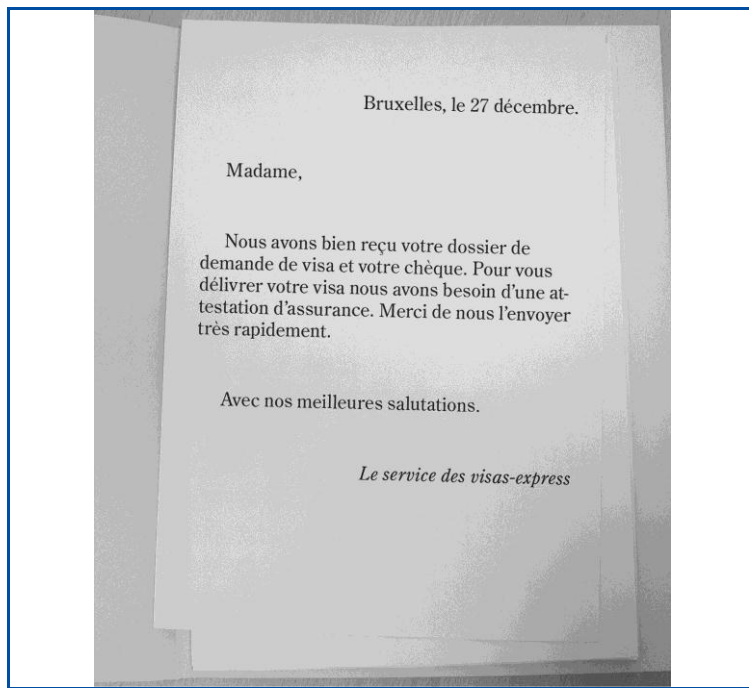 Bruxelles, le 27 décembre.
Madame,
Nous avons bien reçu votre dossier de
demande de visa et votre chèque. Pour vous
délivrer votre visa nous avons besoin d'une at-
testation d'assurance. Merci de nous l'envoyer
très rapidement.
Avec nos meilleures salutations.
Le service des visas-express